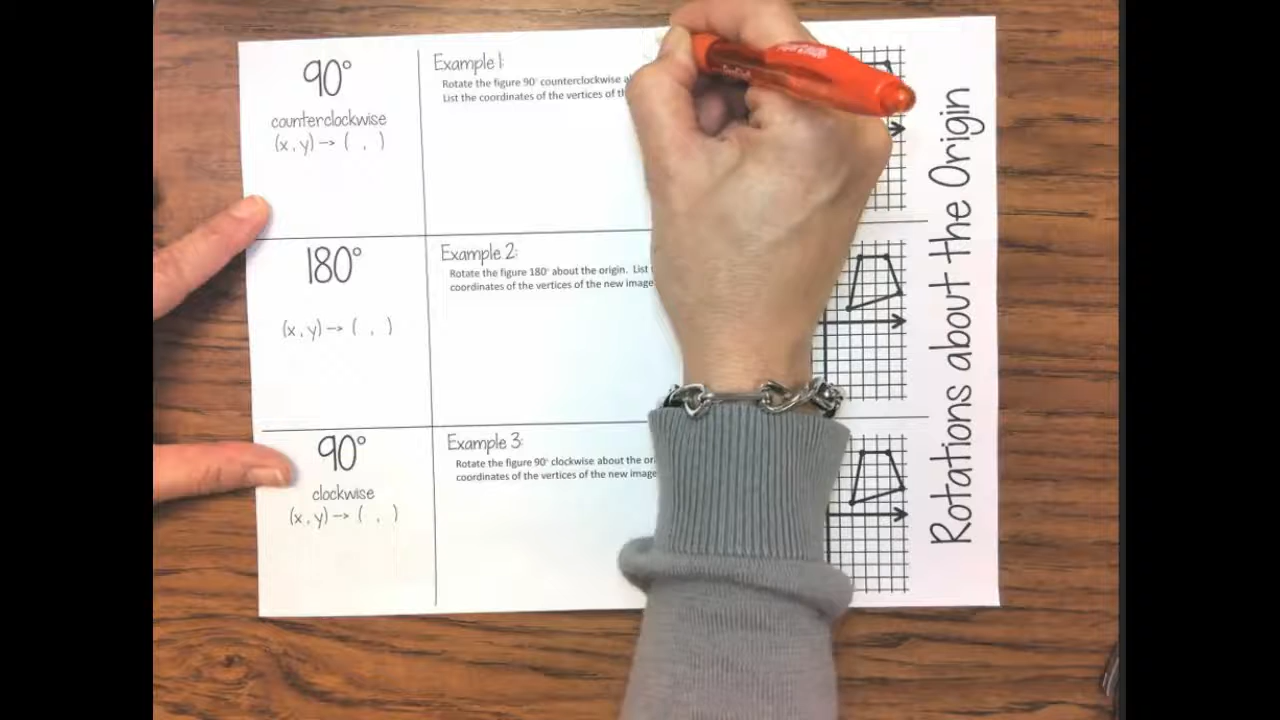 90°
counterclockwise
(x, y) → ( , )
Example 1:
Rotate the figure 90° counterclockwise
List the coordinates of the vertices of
180°
(x, y) → ( , )
Example 2:
Rotate the figure 180° about the origin. List
coordinates of the vertices of the new image
90°
clockwise
(x, y) → ( , )
Example 3:
Rotate the figure 90° clockwise about the
coordinates of the vertices of the new image
Rotations about the Origin